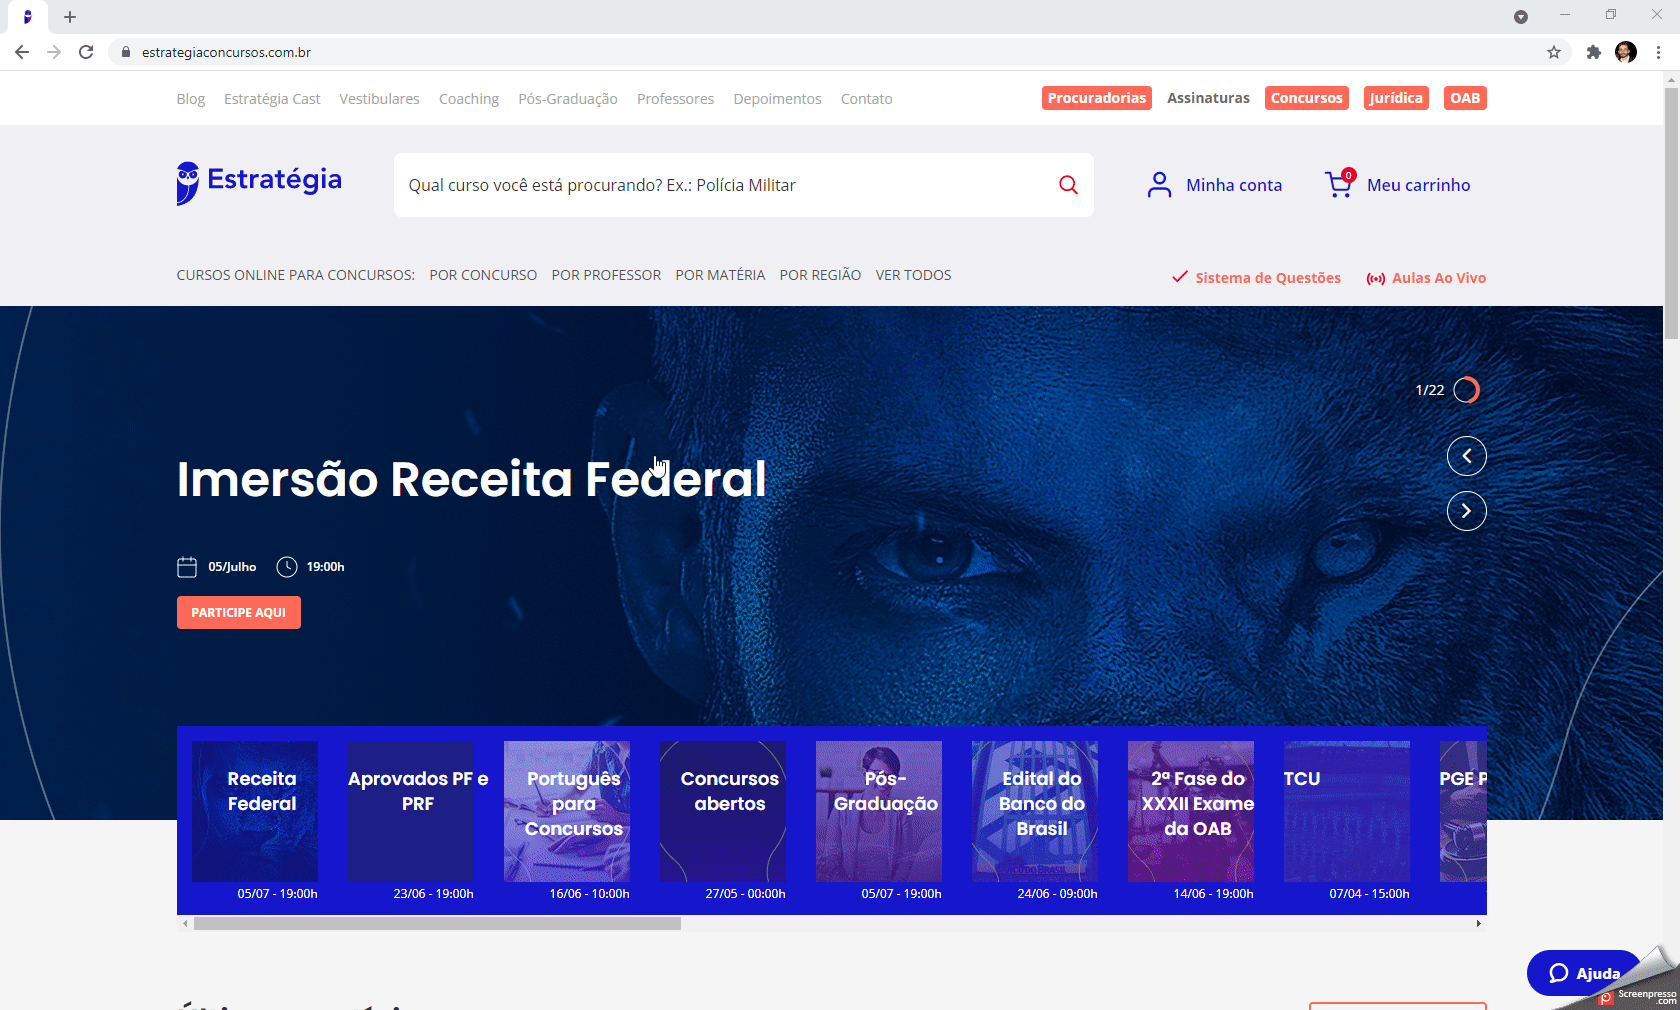 estrategiaconcursos.com.br
Blog Estratégia Cast Vestibulares Coaching Pós-Graduação Professores Depoimentos Contato Procuradorias Assinaturas Concursos Jurídica OAB
Estratégia Qual curso você está procurando? Ex.: Polícia Militar Minha conta 0 Meu carrinho
CURSOS ONLINE PARA CONCURSOS: POR CONCURSO POR PROFESSOR POR MATÉRIA POR REGIÃO VER TODOS Sistema de Questões Aulas Ao Vivo
1/22
Imersão Receita Federal
05/Julho 19:00h
PARTICIPE AQUI
Receita
Federal
05/07 - 19:00h
Aprovados PF e
PRF
23/06 - 19:00h
Português
para
Concursos
16/06 - 10:00h
Concursos
abertos
27/05 - 00:00h
Pós-
Graduação
05/07 - 19:00h
Edital do
Banco do
Brasil
24/06 - 09:00h
2ª Fase do
XXXII Exame
da OAB
14/06 - 19:00h
TCU
07/04 - 15:00h
PGE P
Ajuda
Screenpresso
.com